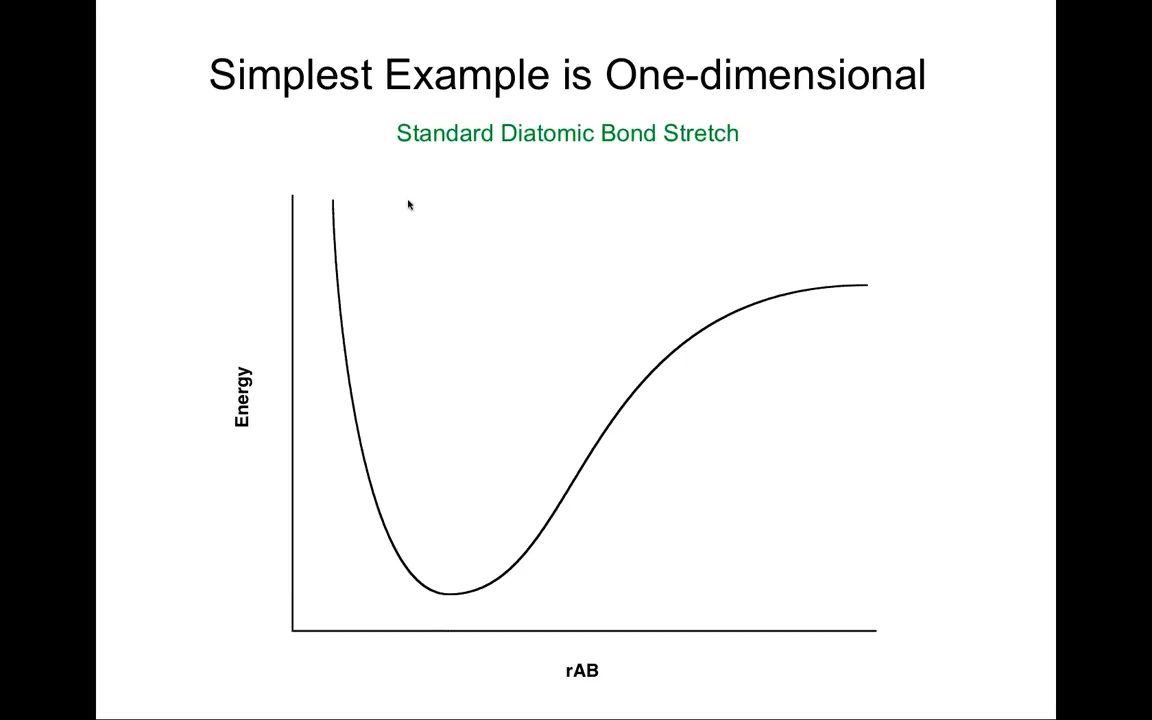 Simplest Example is One-dimensional
Standard Diatomic Bond Stretch
Energy
rAB